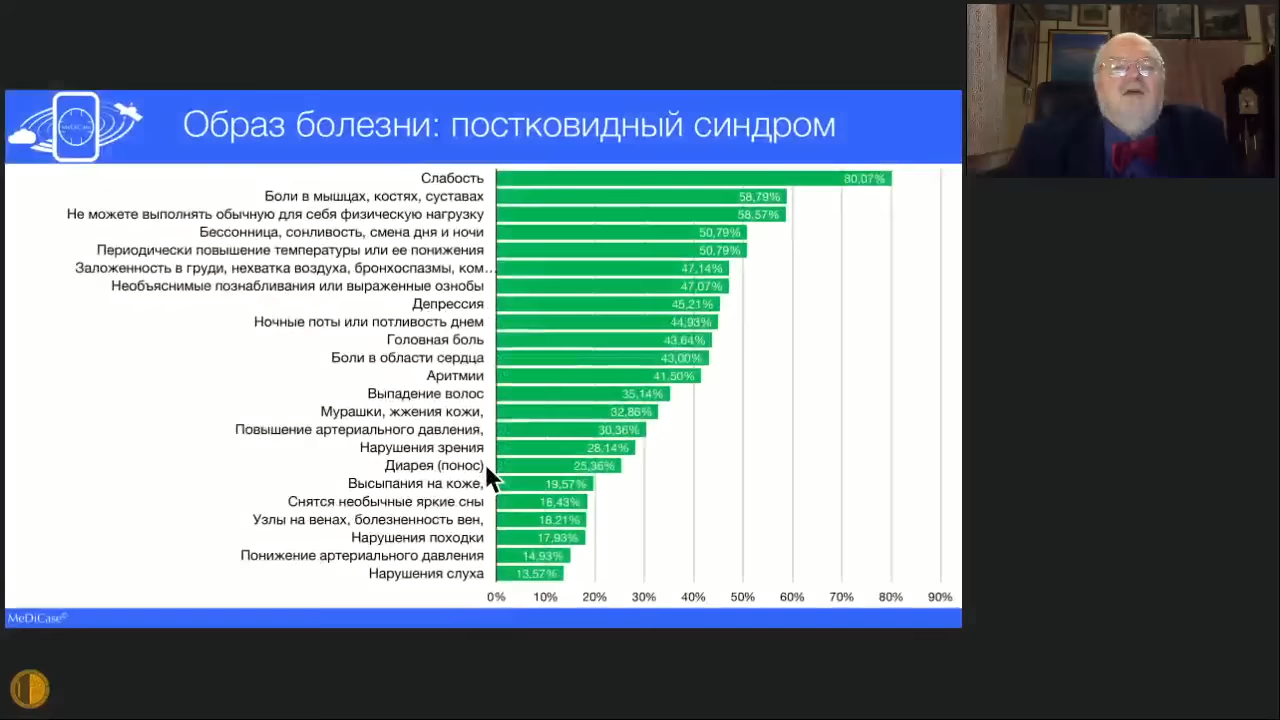 Образ болезни: постковидный синдром
Слабость 80,07%
Боли в мышцах, костях, суставах 58,79%
Не можете выполнять обычную для себя физическую нагрузку 58,57%
Бессонница, сонливость, смена дня и ночи 50,79%
Периодически повышение температуры или ее понижения 50,79%
Заложенность в груди, нехватка воздуха, бронхоспазмы, ком… 47,14%
Необъяснимые познабливания или выраженные ознобы 47,07%
Депрессия 45,21%
Ночные поты или потливость днем 44,93%
Головная боль 43,64%
Боли в области сердца 43,00%
Аритмии 41,50%
Выпадение волос 35,14%
Мурашки, жжения кожи, 32,86%
Повышение артериального давления, 30,36%
Нарушения зрения 28,14%
Диарея (понос) 25,36%
Высыпания на коже, 19,57%
Снятся необычные яркие сны 18,43%
Узлы на венах, болезненность вен, 18,21%
Нарушения походки 17,93%
Понижение артериального давления 14,93%
Нарушения слуха 13,57%
0% 10% 20% 30% 40% 50% 60% 70% 80% 90%
MeDiCase©